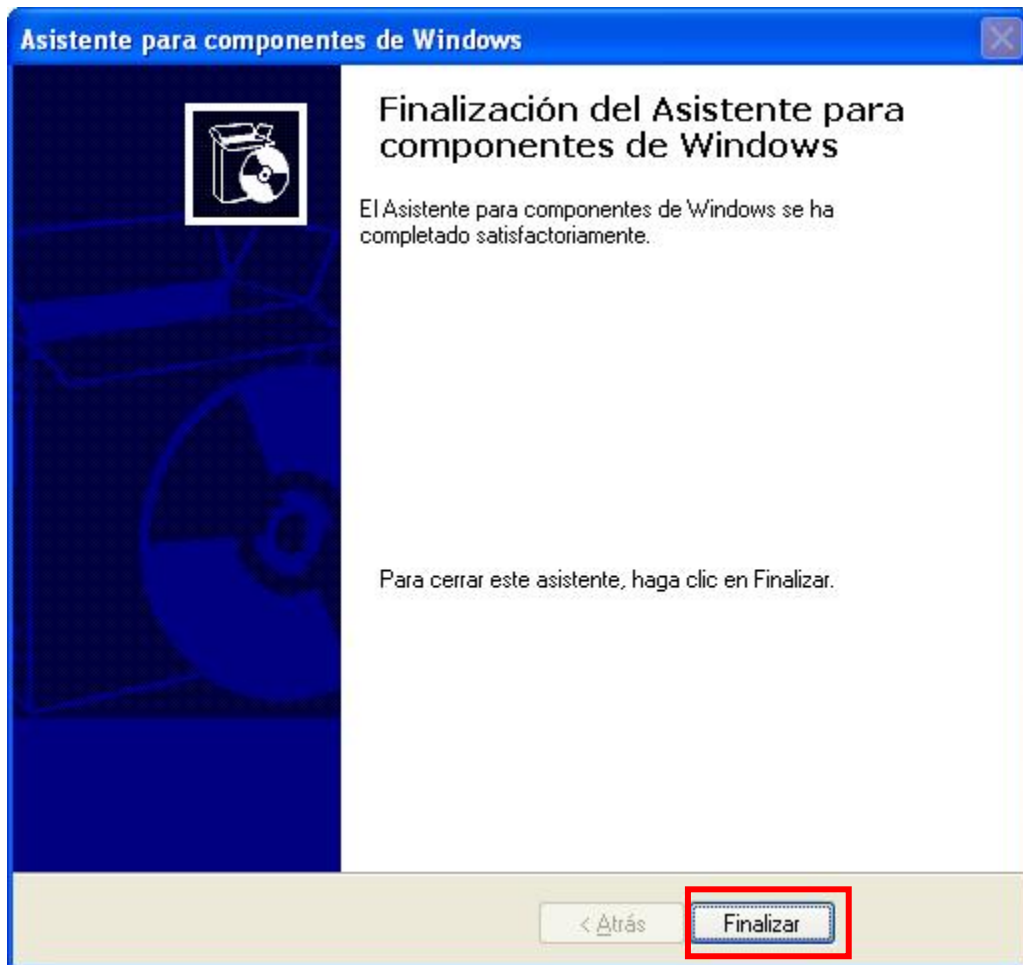 Asistente para componentes de Windows
Finalización del Asistente para
componentes de Windows
El Asistente para componentes de Windows se ha
completado satisfactoriamente.
Para cerrar este asistente, haga clic en Finalizar.
< Atrás
Finalizar